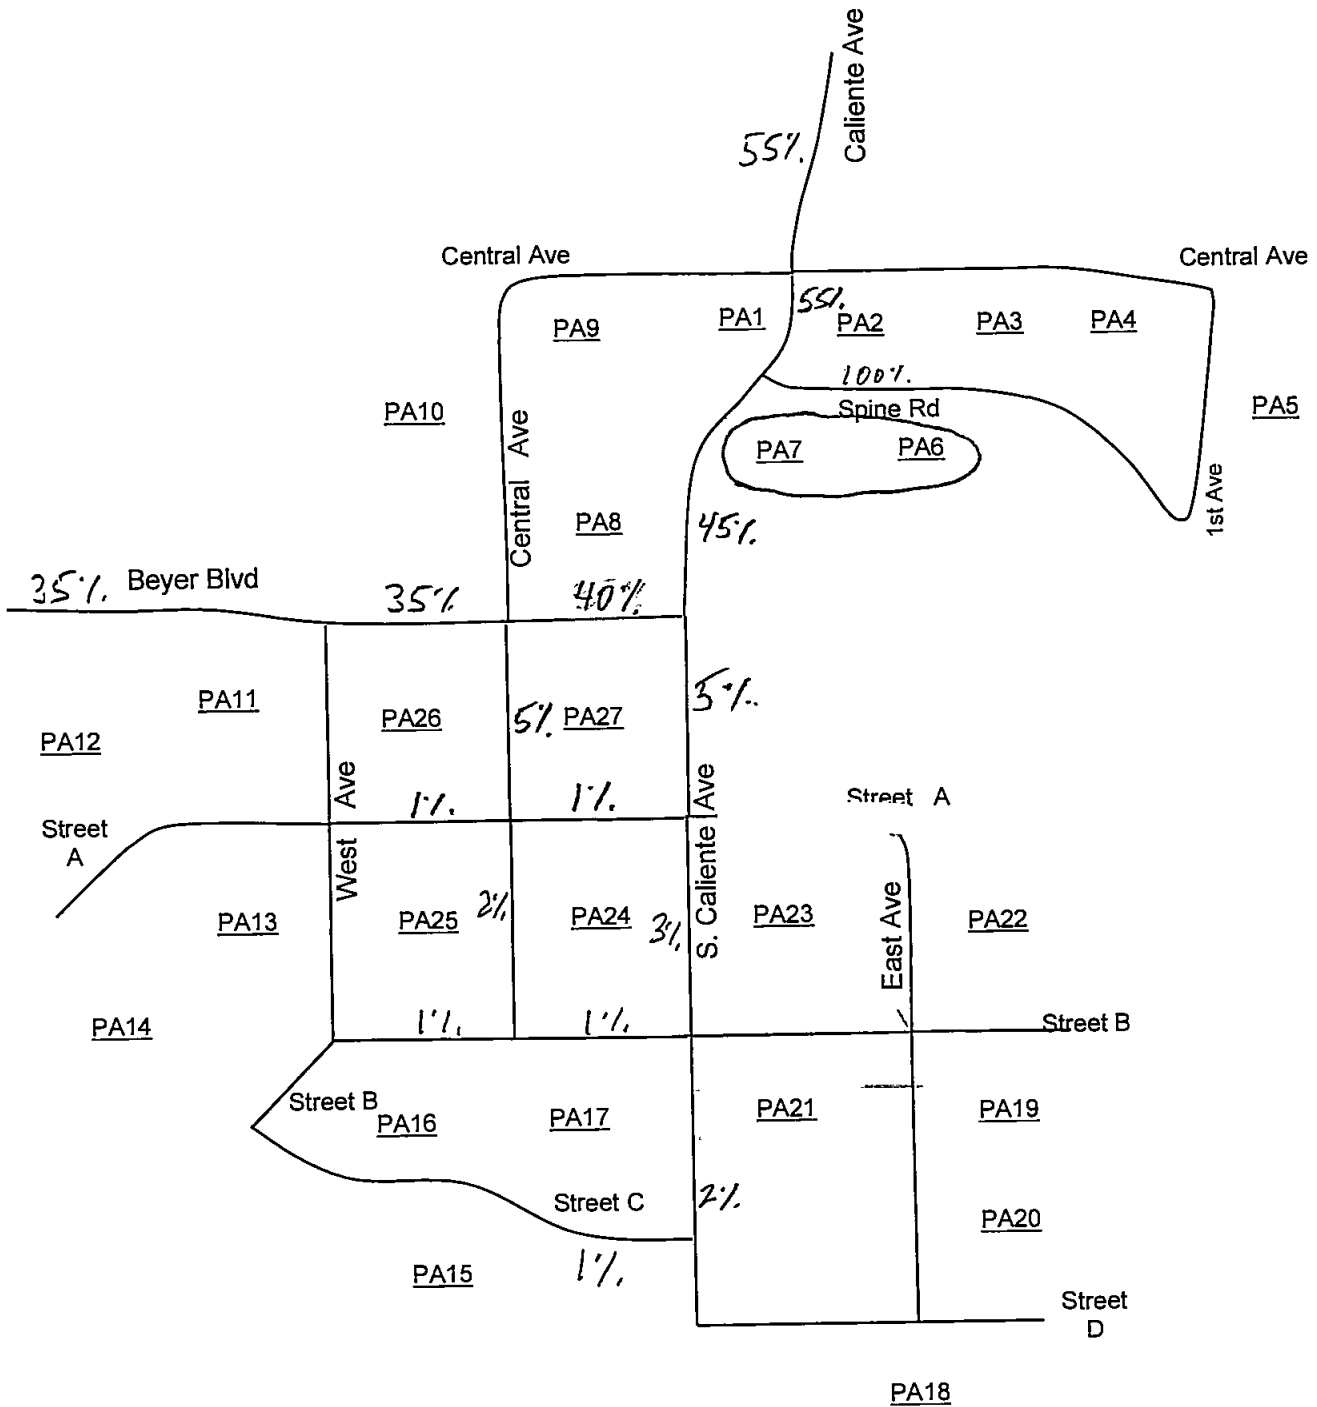 Caliente Ave
55%
Central Ave
Central Ave
55%
PA9
PA1
PA2
PA3
PA4
100%
Spine Rd
PA10
Central Ave
PA7
PA6
PA5
1st Ave
PA8
45%
35%
Beyer Blvd
35%
40%
PA11
PA26
5%
PA27
5%
PA12
West Ave
1%
1%
S. Caliente Ave
Street A
Street
A
PA13
PA25
2%
PA24
3%
PA23
East Ave
PA22
PA14
1%
1%
Street B
Street B
PA16
PA17
PA21
PA19
Street C
2%
PA20
PA15
1%
Street
D
PA18